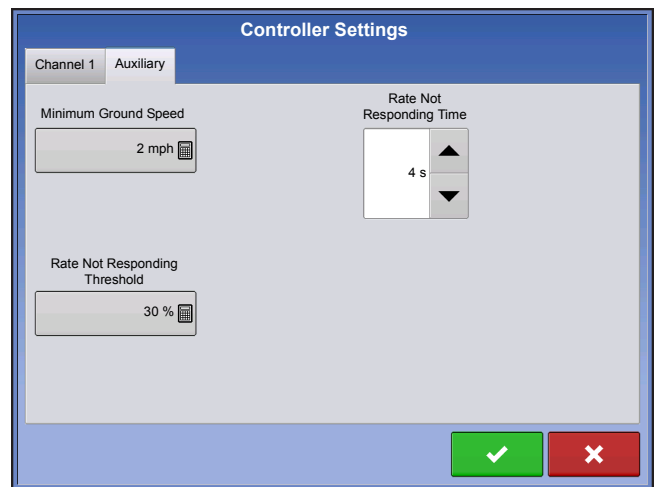 Controller Settings
Channel 1
Auxiliary
Minimum Ground Speed
2 mph
Rate Not
Responding Time
4 s
Rate Not Responding
Threshold
30 %